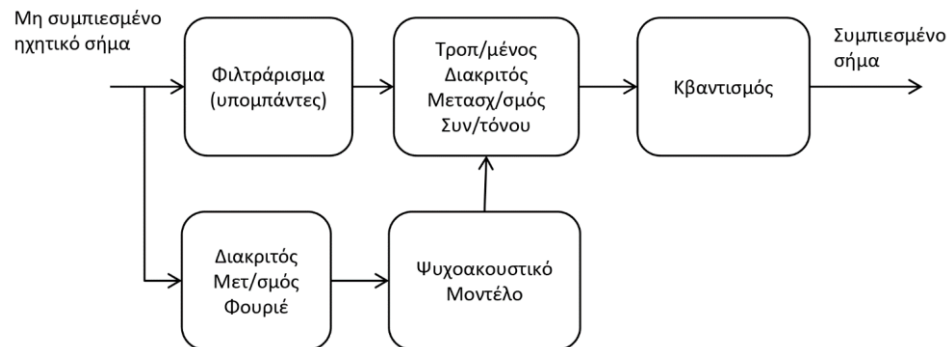 Μη συμπιεσμένο
ηχητικό σήμα
Φιλτράρισμα
(υπομπάντες)
Τροπ/μένος
Διακριτός
Μετασχ/σμός
Συν/τόνου
Κβαντισμός
Συμπιεσμένο
σήμα
Διακριτός
Μετ/σμός
Φουριέ
Ψυχοακουστικό
Μοντέλο